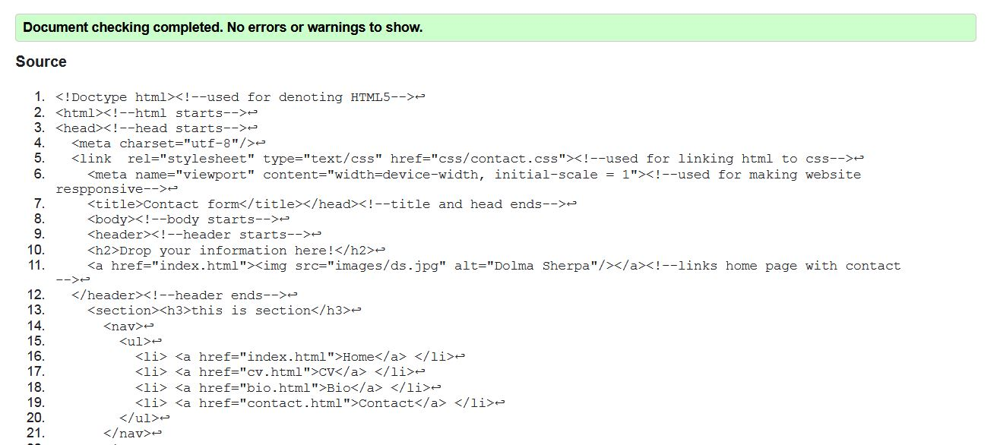 Document checking completed. No errors or warnings to show.
Source
1. <!Doctype html><!--used for denoting HTML5-->↩
2. <html><!--html starts-->↩
3. <head><!--head starts-->↩
4.   <meta charset="utf-8"/>↩
5.   <link  rel="stylesheet" type="text/css" href="css/contact.css"><!--used for linking html to css-->↩
6.     <meta name="viewport" content="width=device-width, initial-scale = 1"><!--used for making website
respponsive-->↩
7.     <title>Contact form</title></head><!--title and head ends-->↩
8.     <body><!--body starts-->↩
9.     <header><!--header starts-->↩
10.     <h2>Drop your information here!</h2>↩
11.     <a href="index.html"><img src="images/ds.jpg" alt="Dolma Sherpa"/></a><!--links home page with contact
-->↩
12.   </header><!--header ends-->↩
13.     <section><h3>this is section</h3>↩
14.       <nav>↩
15.         <ul>↩
16.           <li> <a href="index.html">Home</a> </li>↩
17.           <li> <a href="cv.html">CV</a> </li>↩
18.           <li> <a href="bio.html">Bio</a> </li>↩
19.           <li> <a href="contact.html">Contact</a> </li>↩
20.         </ul>↩
21.       </nav>↩